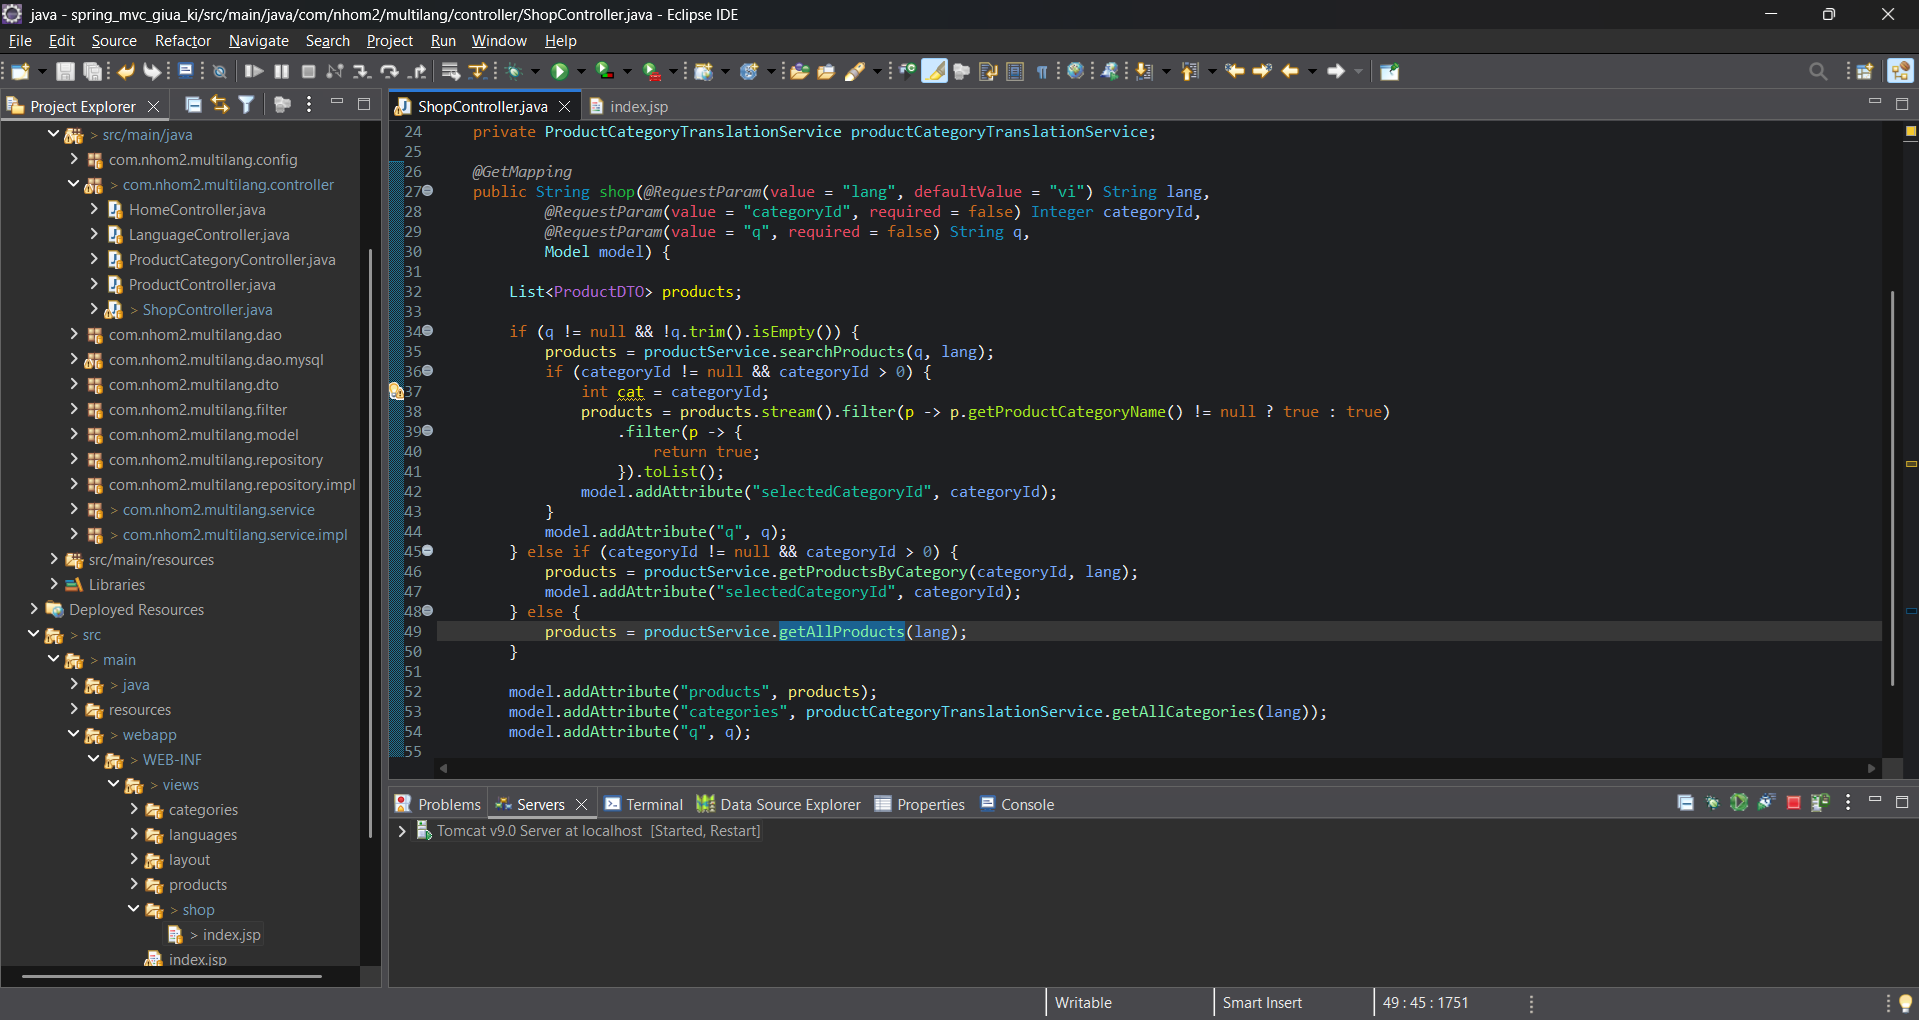 java - spring_mvc_giua_ki/src/main/java/com/nhom2/multilang/controller/ShopController.java - Eclipse IDE
File Edit Source Refactor Navigate Search Project Run Window Help
Project Explorer
> src/main/java
com.nhom2.multilang.config
> com.nhom2.multilang.controller
HomeController.java
LanguageController.java
ProductCategoryController.java
ProductController.java
> ShopController.java
com.nhom2.multilang.dao
com.nhom2.multilang.dao.mysql
com.nhom2.multilang.dto
com.nhom2.multilang.filter
com.nhom2.multilang.model
com.nhom2.multilang.repository
com.nhom2.multilang.repository.impl
> com.nhom2.multilang.service
> com.nhom2.multilang.service.impl
src/main/resources
Libraries
Deployed Resources
> src
> main
> java
resources
> webapp
> WEB-INF
> views
categories
languages
layout
products
> shop
> index.jsp
index.jsp
ShopController.java index.jsp
24 private ProductCategoryTranslationService productCategoryTranslationService;
25
26 @GetMapping
27 public String shop(@RequestParam(value = "lang", defaultValue = "vi") String lang,
28 @RequestParam(value = "categoryId", required = false) Integer categoryId,
29 @RequestParam(value = "q", required = false) String q,
30 Model model) {
31
32 List<ProductDTO> products;
33
34 if (q != null && !q.trim().isEmpty()) {
35 products = productService.searchProducts(q, lang);
36 if (categoryId != null && categoryId > 0) {
37 int cat = categoryId;
38 products = products.stream().filter(p -> p.getProductCategoryName() != null ? true : true)
39 .filter(p -> {
40 return true;
41 }).toList();
42 model.addAttribute("selectedCategoryId", categoryId);
43 }
44 model.addAttribute("q", q);
45 } else if (categoryId != null && categoryId > 0) {
46 products = productService.getProductsByCategory(categoryId, lang);
47 model.addAttribute("selectedCategoryId", categoryId);
48 } else {
49 products = productService.getAllProducts(lang);
50 }
51
52 model.addAttribute("products", products);
53 model.addAttribute("categories", productCategoryTranslationService.getAllCategories(lang));
54 model.addAttribute("q", q);
55
Problems Servers Terminal Data Source Explorer Properties Console
Tomcat v9.0 Server at localhost [Started, Restart]
Writable Smart Insert 49 : 45 : 1751